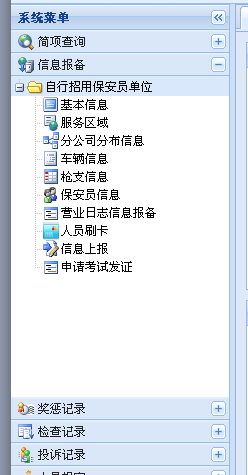 系统菜单
简项查询
信息报备
自行招用保安员单位
基本信息
服务区域
分公司分布信息
车辆信息
枪支信息
保安员信息
营业日志信息报备
人员刷卡
信息上报
申请考试发证
奖惩记录
检查记录
投诉记录